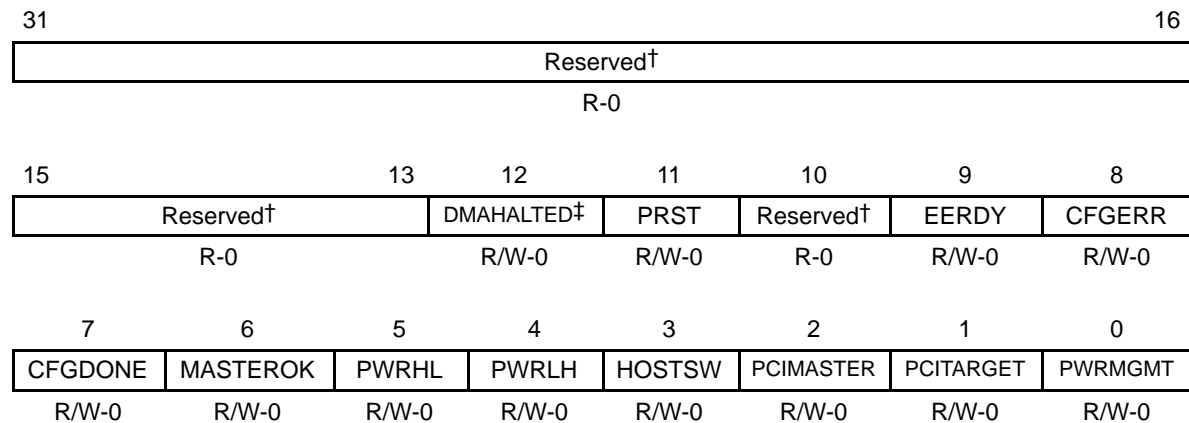 31 16
Reserved†
R-0
15 13 12 11 10 9 8
Reserved† DMAHALTED‡ PRST Reserved† EERDY CFGERR
R-0 R/W-0 R/W-0 R-0 R/W-0 R/W-0
7 6 5 4 3 2 1 0
CFGDONE MASTEROK PWRHL PWRLH HOSTSW PCIMASTER PCITARGET PWRMGMT
R/W-0 R/W-0 R/W-0 R/W-0 R/W-0 R/W-0 R/W-0 R/W-0